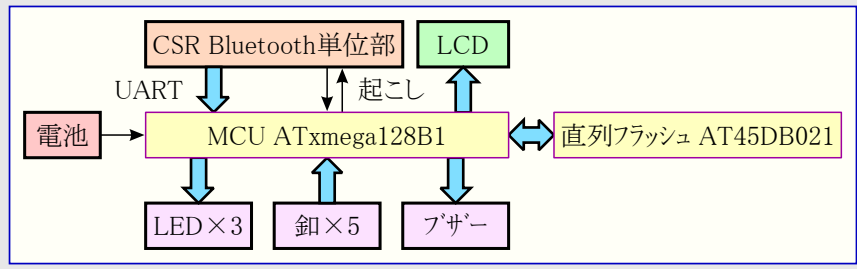 CSR Bluetooth単位部
LCD
UART
起こし
電池
MCU ATxmega128B1
直列フラッシュ AT45DB021
LED×3
釦×5
ブザー